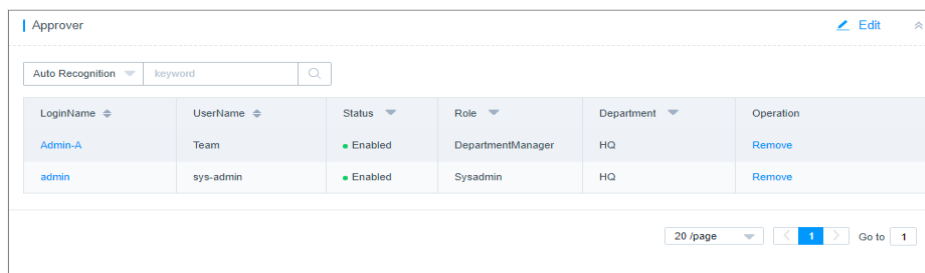 Approver Edit
Auto Recognition keyword
LoginName UserName Status Role Department Operation
Admin-A Team Enabled DepartmentManager HQ Remove
admin sys-admin Enabled Sysadmin HQ Remove
20 /page 1 Go to 1